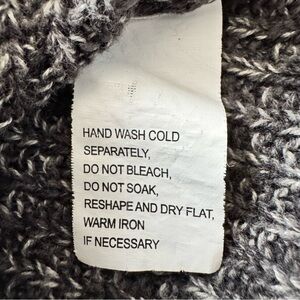 HAND WASH COLD
SEPARATELY,
DO NOT BLEACH,
DO NOT SOAK,
RESHAPE AND DRY FLAT,
WARM IRON
IF NECESSARY